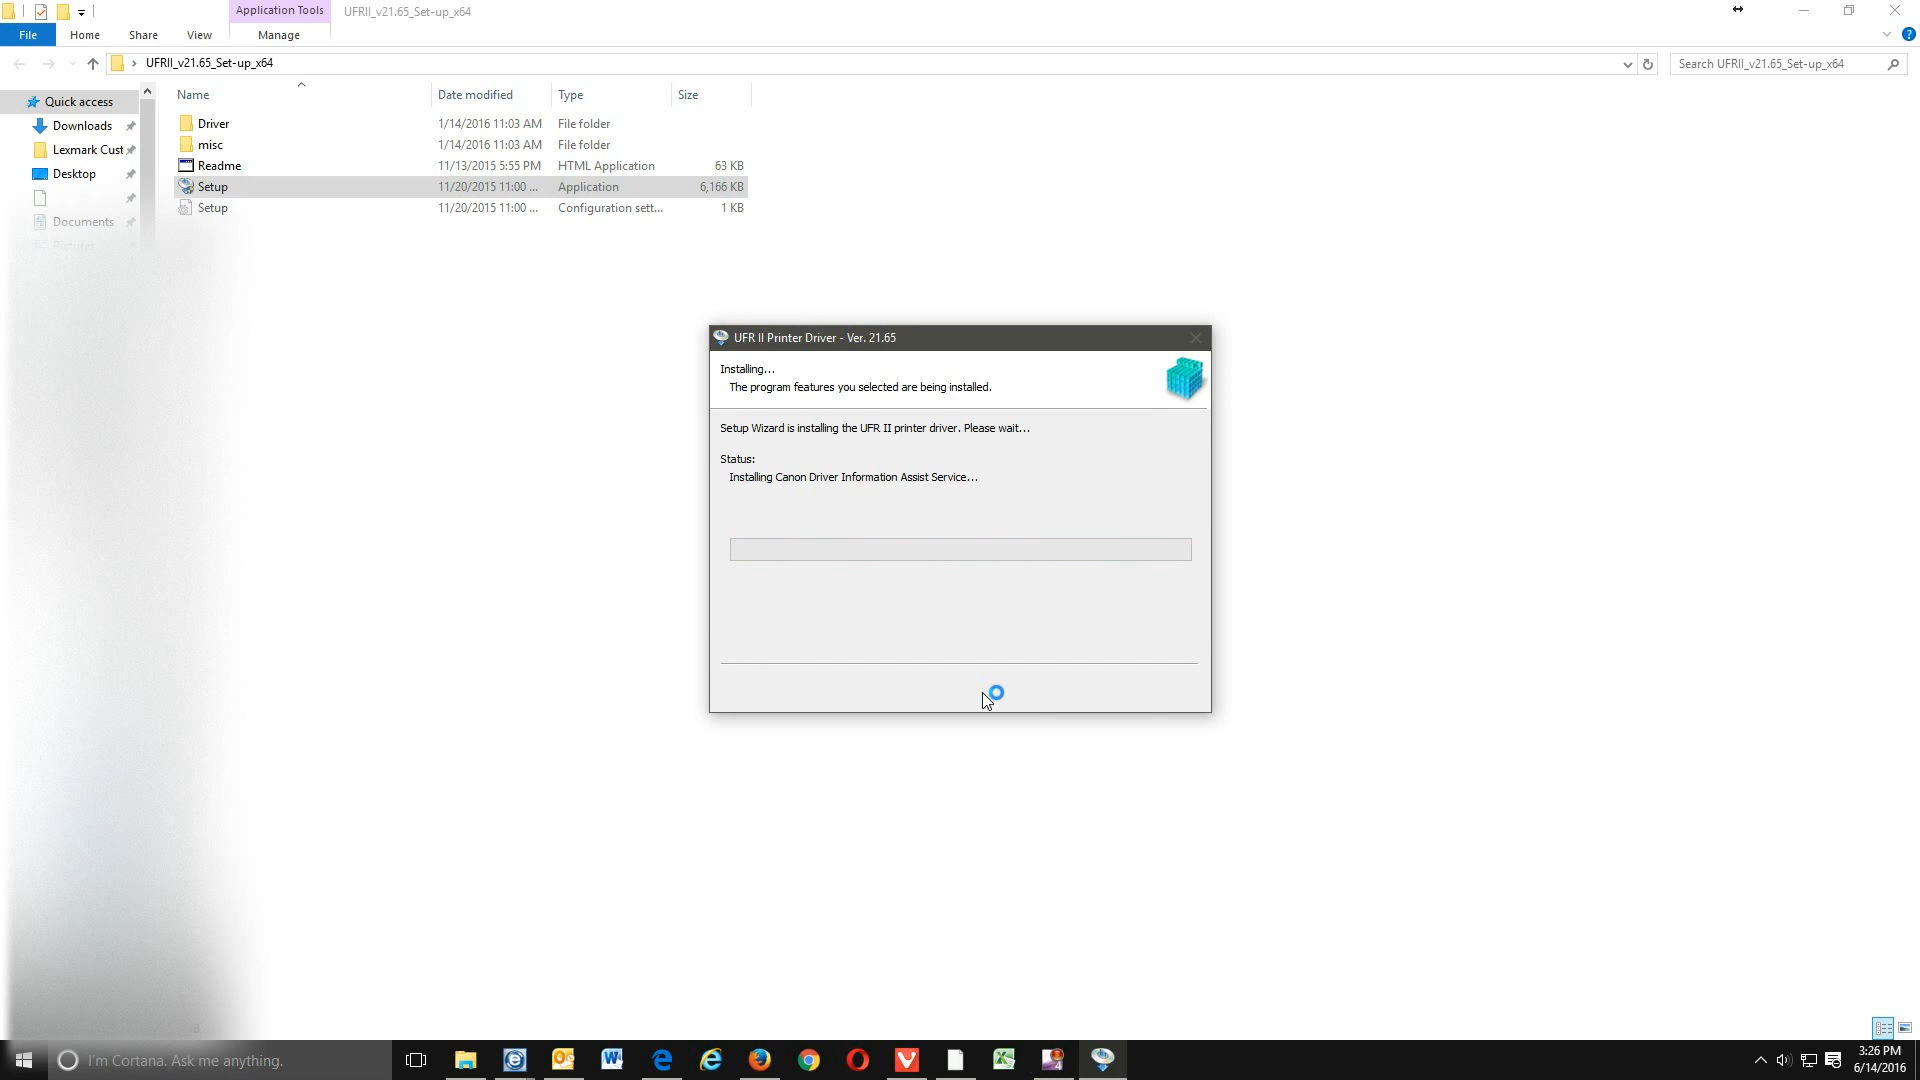 Application Tools
UFRII_v21.65_Set-up_x64
File
Home
Share
View
Manage
UFRII_v21.65_Set-up_x64
Search UFRII_v21.65_Set-up_x64
Quick access
Downloads
Lexmark Cust
Desktop
Documents
Pictures
Name
Date modified
Type
Size
Driver
1/14/2016 11:03 AM
File folder
misc
1/14/2016 11:03 AM
File folder
Readme
11/13/2015 5:55 PM
HTML Application
63 KB
Setup
11/20/2015 11:00 ...
Application
6,166 KB
Setup
11/20/2015 11:00 ...
Configuration sett...
1 KB
UFR II Printer Driver - Ver. 21.65
Installing...
The program features you selected are being installed.
Setup Wizard is installing the UFR II printer driver. Please wait...
Status:
Installing Canon Driver Information Assist Service...
I'm Cortana. Ask me anything.
3:26 PM
6/14/2016